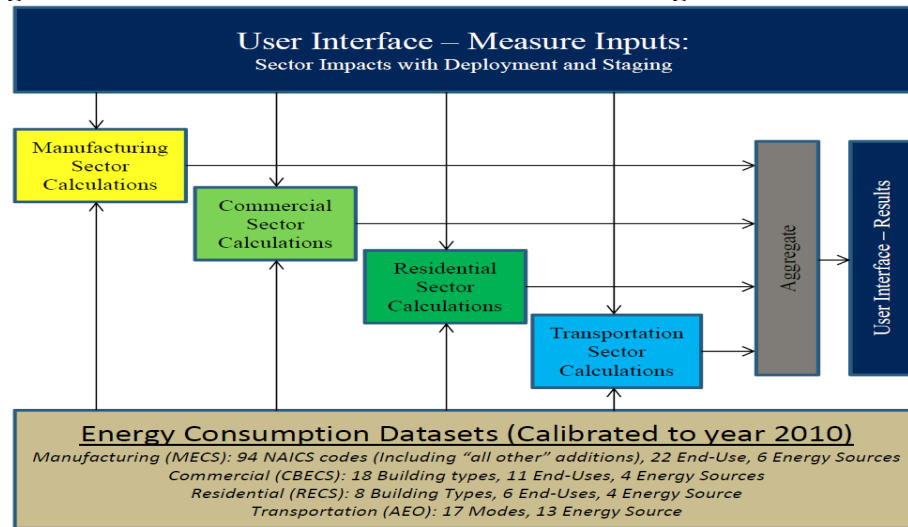 User Interface – Measure Inputs:
Sector Impacts with Deployment and Staging
Manufacturing
Sector
Calculations
Commercial
Sector
Calculations
Residential
Sector
Calculations
Transportation
Sector
Calculations
Aggregate
User Interface – Results
Energy Consumption Datasets (Calibrated to year 2010)
Manufacturing (MECS): 94 NAICS codes (Including “all other” additions), 22 End-Use, 6 Energy Sources
Commercial (CBECS): 18 Building types, 11 End-Uses, 4 Energy Sources
Residential (RECS): 8 Building Types, 6 End-Uses, 4 Energy Source
Transportation (AEO): 17 Modes, 13 Energy Source